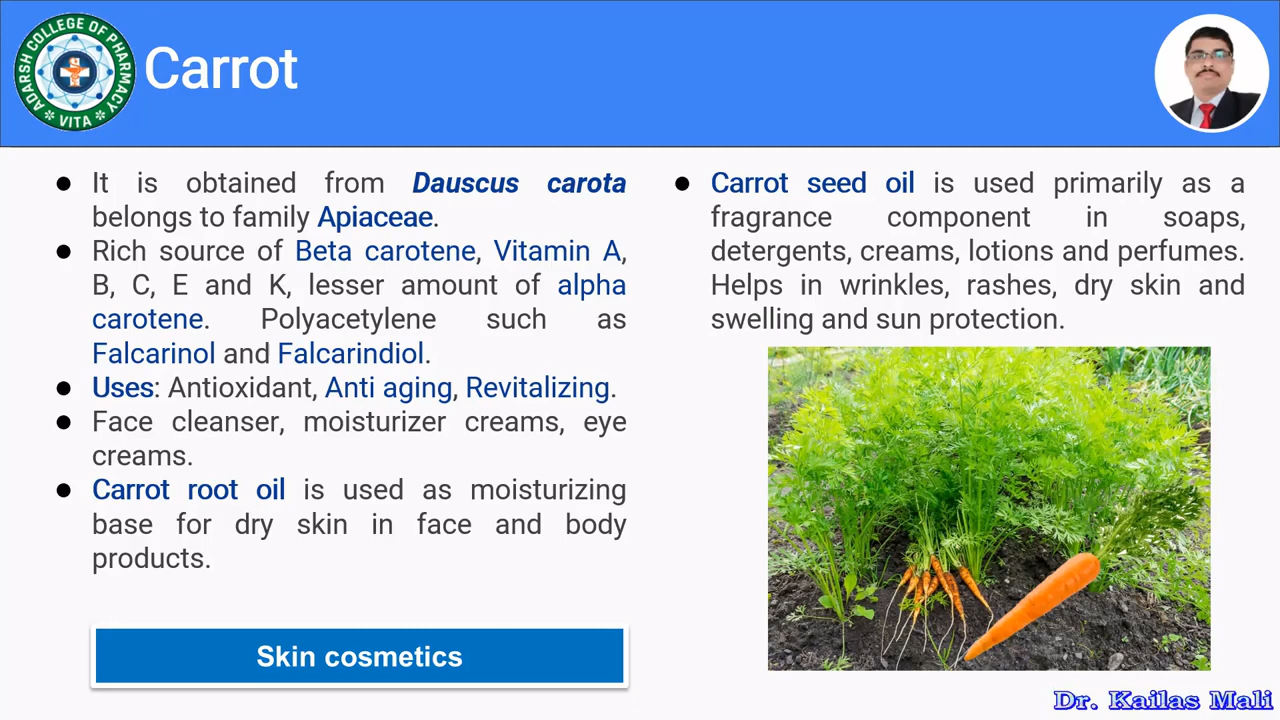 ADARSH COLLEGE OF PHARMACY
VITA
Carrot
● It is obtained from Dauscus carota
belongs to family Apiaceae.
● Rich source of Beta carotene, Vitamin A,
B, C, E and K, lesser amount of alpha
carotene. Polyacetylene such as
Falcarinol and Falcarindiol.
● Uses: Antioxidant, Anti aging, Revitalizing.
● Face cleanser, moisturizer creams, eye
creams.
● Carrot root oil is used as moisturizing
base for dry skin in face and body
products.
Skin cosmetics
● Carrot seed oil is used primarily as a
fragrance component in soaps,
detergents, creams, lotions and perfumes.
Helps in wrinkles, rashes, dry skin and
swelling and sun protection.
Dr. Kailas Mali